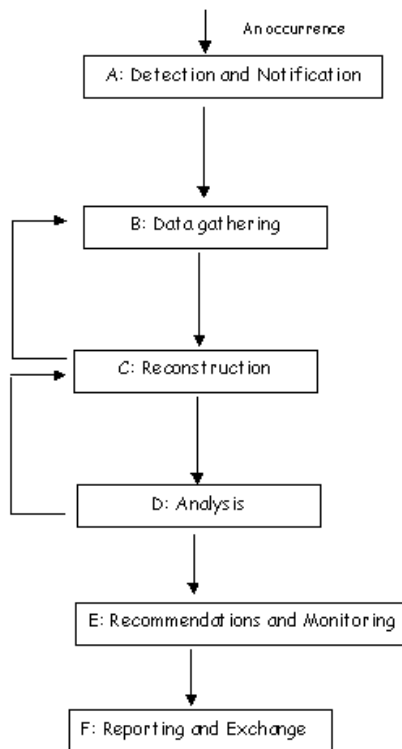 An occurrence
A: Detection and Notification
B: Data gathering
C: Reconstruction
D: Analysis
E: Recommendations and Monitoring
F: Reporting and Exchange